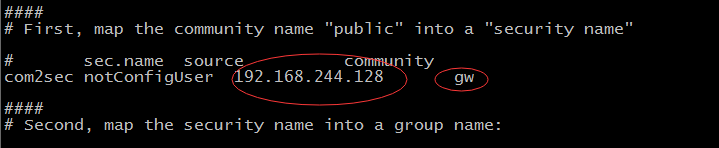 ####
# First, map the community name "public" into a "security name"
#       sec.name  source          community
com2sec notConfigUser  192.168.244.128       gw
####
# Second, map the security name into a group name: